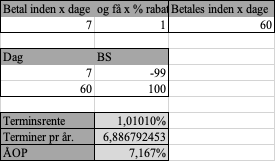 Betal inden x dage og få x % rabat Betales inden x dage
7 1 60
Dag BS
7 -99
60 100
Terminsrente 1,01010%
Terminer pr år. 6,886792453
ÅOP 7,167%